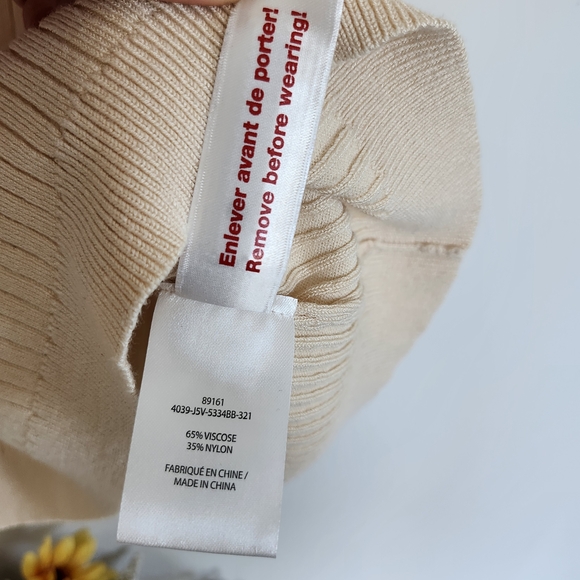 Enlever avant de porter!
Remove before wearing!
89161
4039-J5V-5334BB-321
65% VISCOSE
35% NYLON
FABRIQUÉ EN CHINE /
MADE IN CHINA